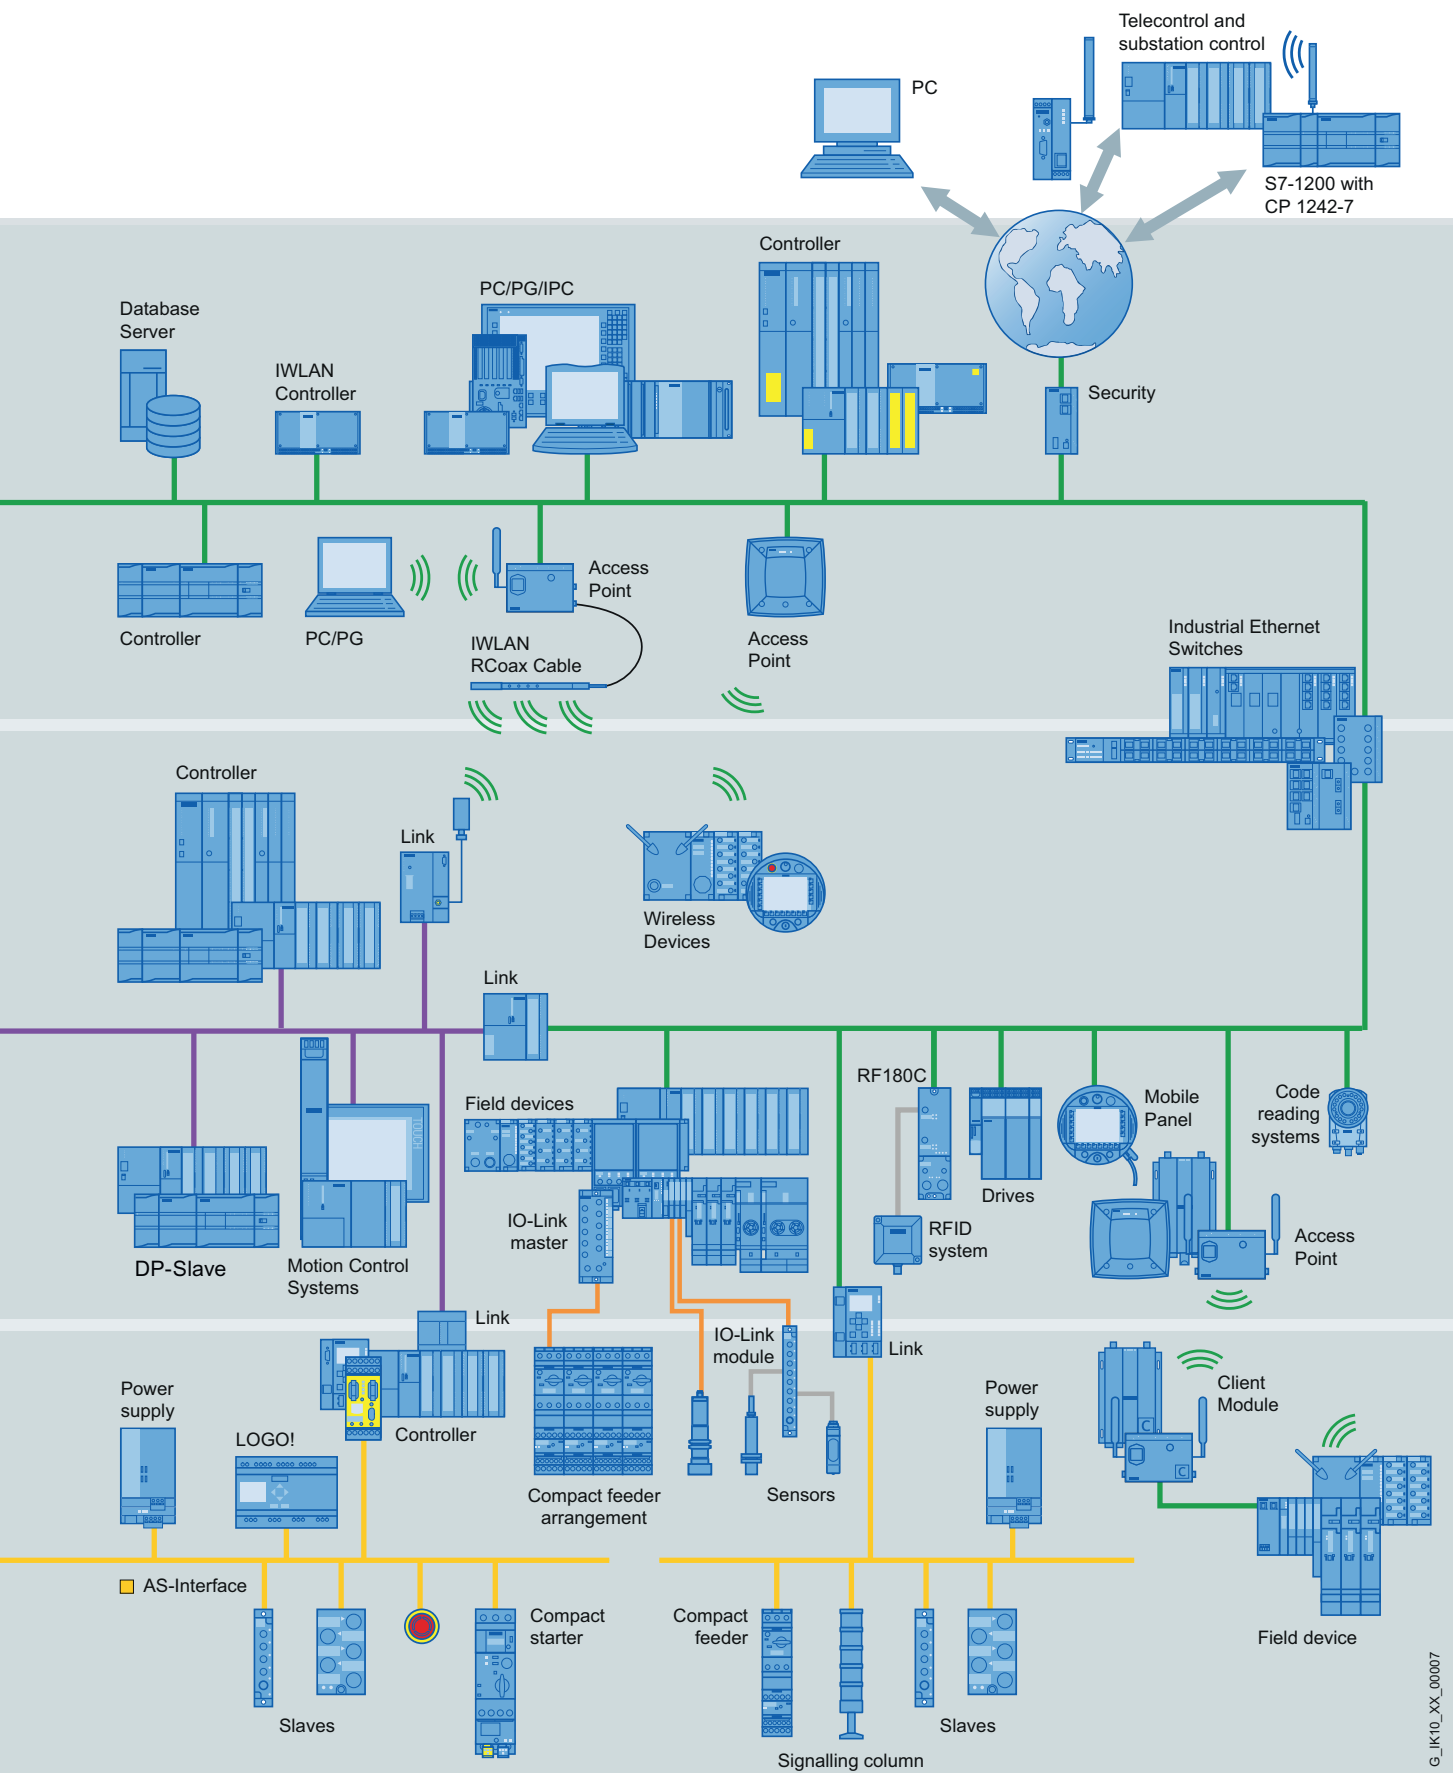 Telecontrol and
substation control
PC
S7-1200 with
CP 1242-7
Controller
PC/PG/IPC
Database
Server
IWLAN
Controller
Security
Access
Point
Controller
PC/PG
IWLAN
RCoax Cable
Access
Point
Industrial Ethernet
Switches
Controller
Link
Wireless
Devices
Link
RF180C
Field devices
Mobile
Panel
Code
reading
systems
TOUCH
Drives
IO-Link
master
RFID
system
Access
Point
DP-Slave
Motion Control
Systems
Link
IO-Link
module
Link
Power
supply
Power
supply
Client
Module
C
LOGO!
Controller
C
Compact feeder
arrangement
Sensors
AS-Interface
Compact
starter
Compact
feeder
Field device
Slaves
Slaves
Signalling column
G_IK10_XX_00007